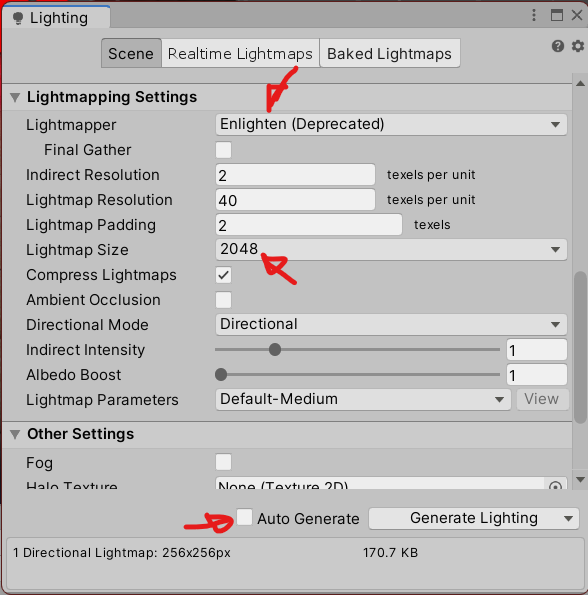 Lighting
Scene Realtime Lightmaps Baked Lightmaps
Lightmapping Settings
Lightmapper Enlighten (Deprecated)
Final Gather
Indirect Resolution 2 texels per unit
Lightmap Resolution 40 texels per unit
Lightmap Padding 2 texels
Lightmap Size 2048
Compress Lightmaps
Ambient Occlusion
Directional Mode Directional
Indirect Intensity 1
Albedo Boost 1
Lightmap Parameters Default-Medium View
Other Settings
Fog
Halo Texture None (Texture 2D)
Auto Generate Generate Lighting
1 Directional Lightmap: 256x256px 170.7 KB